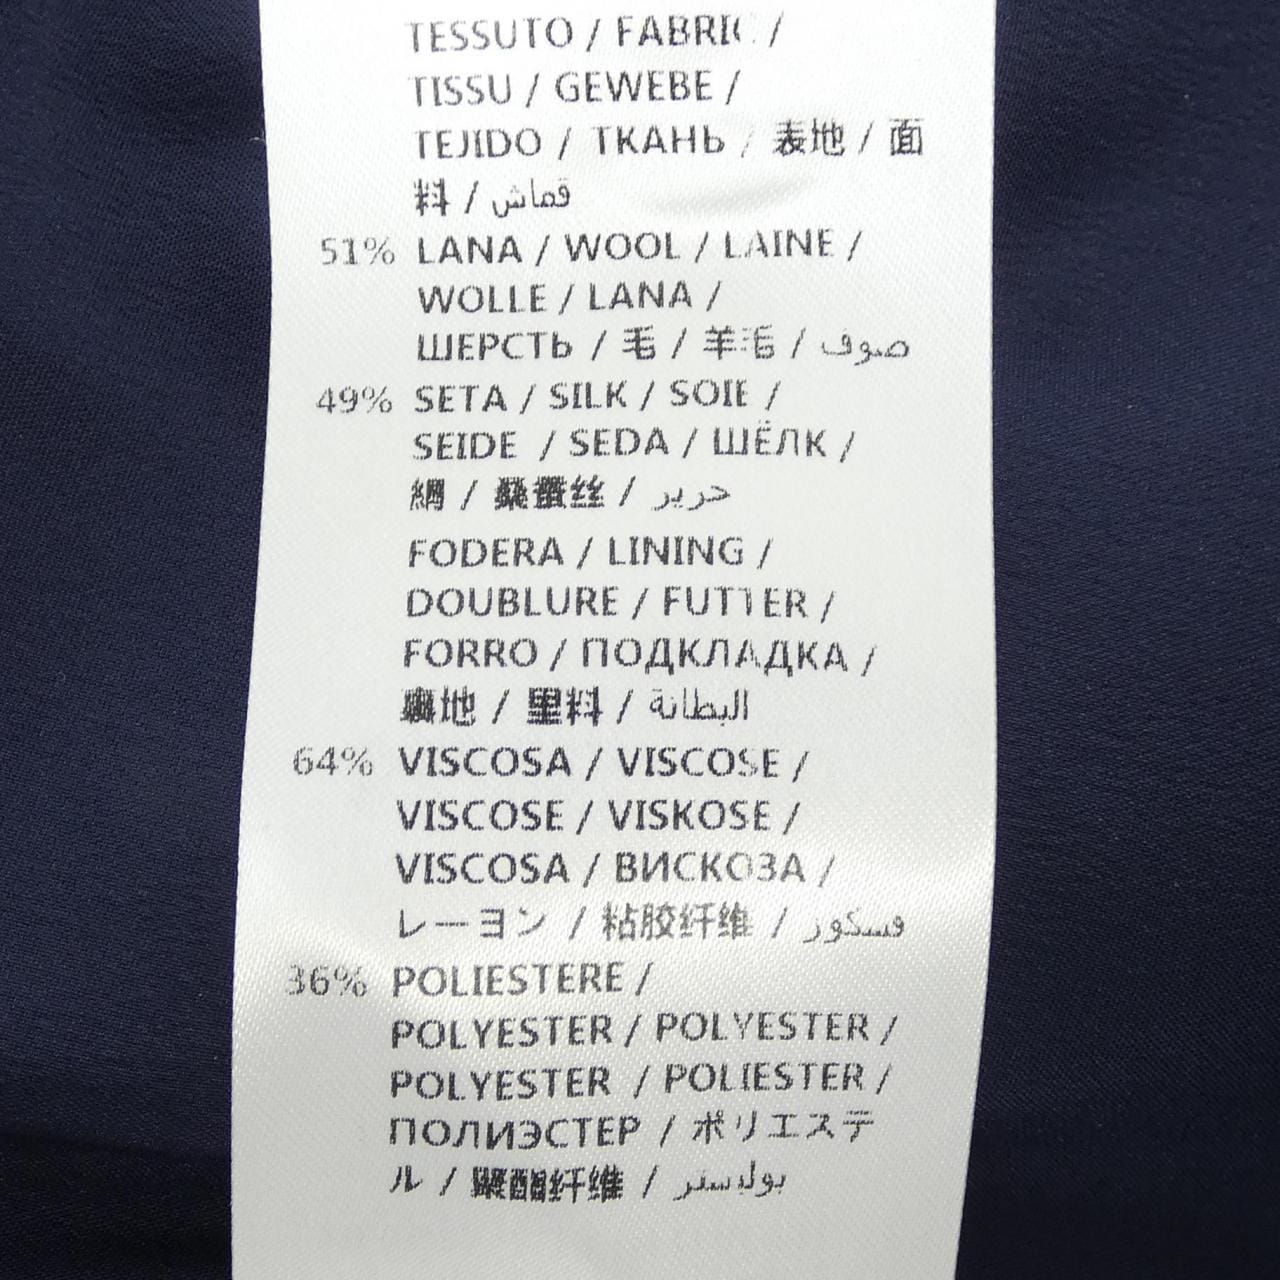 TESSUTO / FABRIC /
TISSU / GEWEBE /
TEJIDO / ТКАНЬ / 表地 / 面
料 / قماش
51% LANA / WOOL / LAINE /
WOLLE / LANA /
ШЕРСТЬ / 毛 / 羊毛 / صوف
49% SETA / SILK / SOIE /
SEIDE / SEDA / ШЁЛК /
絹 / 桑蚕丝 / حرير
FODERA / LINING /
DOUBLURE / FUTTER /
FORRO / ПОДКЛАДКА /
裏地 / 里料 / البطانة
64% VISCOSA / VISCOSE /
VISCOSE / VISKOSE /
VISCOSA / ВИСКОЗА /
レーヨン / 粘胶纤维 / فسكوز
36% POLIESTERE /
POLYESTER / POLYESTER /
POLYESTER / POLIESTER /
ПОЛИЭСТЕР / ポリエステ
ル / 聚酯纤维 / بوليستر